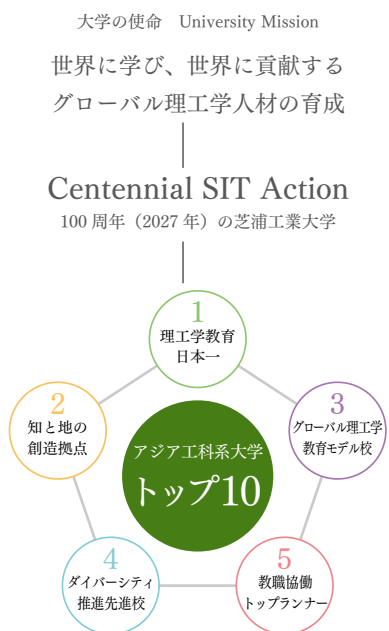 大学の使命　University Mission
世界に学び、世界に貢献する
グローバル理工学人材の育成
Centennial SIT Action
100 周年（2027 年）の芝浦工業大学
1
理工学教育
日本一
2
知と地の
創造拠点
3
グローバル理工学
教育モデル校
アジア工科系大学
トップ10
4
ダイバーシティ
推進先進校
5
教職協働
トップランナー